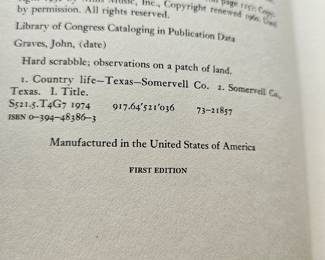 Music, Inc., Copyright renewed 1960,
by permission. All rights reserved.
Library of Congress Cataloging in Publication Data
Graves, John, (date)
Hard scrabble; observations on a patch of land.
1. Country life—Texas—Somervell Co. 2. Somervell Co.,
Texas. I. Title.
S521.5.T4G7 1974 917.64'521'036 73–21857
ISBN 0–394–48386–3
Manufactured in the United States of America
FIRST EDITION